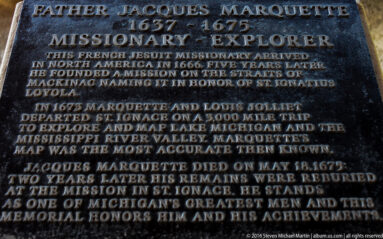 FATHER JACQUES MARQUETTE
1637 - 1675
MISSIONARY - EXPLORER
THIS FRENCH JESUIT MISSIONARY ARRIVED
IN NORTH AMERICA IN 1666. FIVE YEARS LATER
HE FOUNDED A MISSION ON THE STRAITS OF
MACKINAC NAMING IT IN HONOR OF ST. IGNATIUS
LOYOLA.
IN 1673 MARQUETTE AND LOUIS JOLLIET
DEPARTED ST. IGNACE ON A 3,000 MILE TRIP
TO EXPLORE AND MAP LAKE MICHIGAN AND THE
MISSISSIPPI RIVER VALLEY. MARQUETTE'S
MAP WAS THE MOST ACCURATE THEN KNOWN.
JACQUES MARQUETTE DIED ON MAY 18, 1675;
TWO YEARS LATER HIS REMAINS WERE REBURIED
AT THE MISSION IN ST. IGNACE. HE STANDS
AS ONE OF MICHIGAN'S GREATEST MEN AND THIS
MEMORIAL HONORS HIM AND HIS ACHIEVEMENTS.
© 2016 Steven Michael Martin | album.us.com | all rights reserved